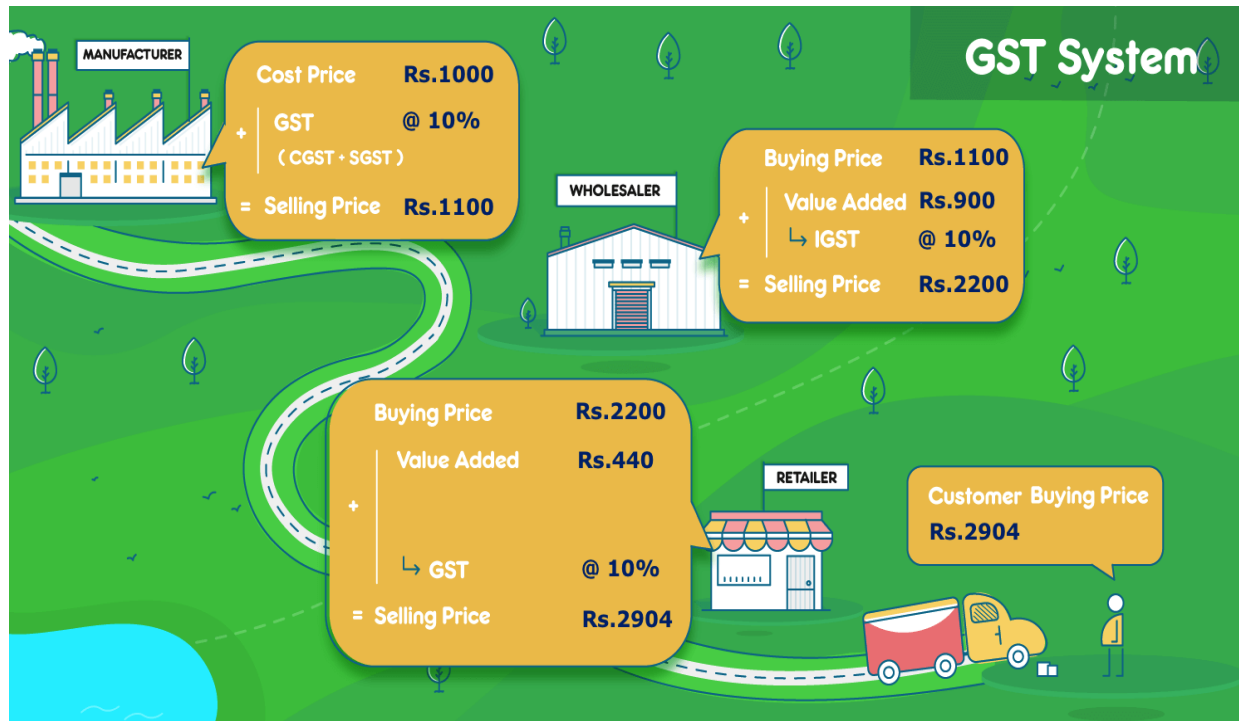 GST System
MANUFACTURER
Cost Price Rs.1000
+ GST @ 10%
( CGST + SGST )
= Selling Price Rs.1100
WHOLESALER
Buying Price Rs.1100
Value Added Rs.900
+
IGST @ 10%
= Selling Price Rs.2200
Buying Price Rs.2200
Value Added Rs.440
+
GST @ 10%
= Selling Price Rs.2904
RETAILER
Customer Buying Price
Rs.2904